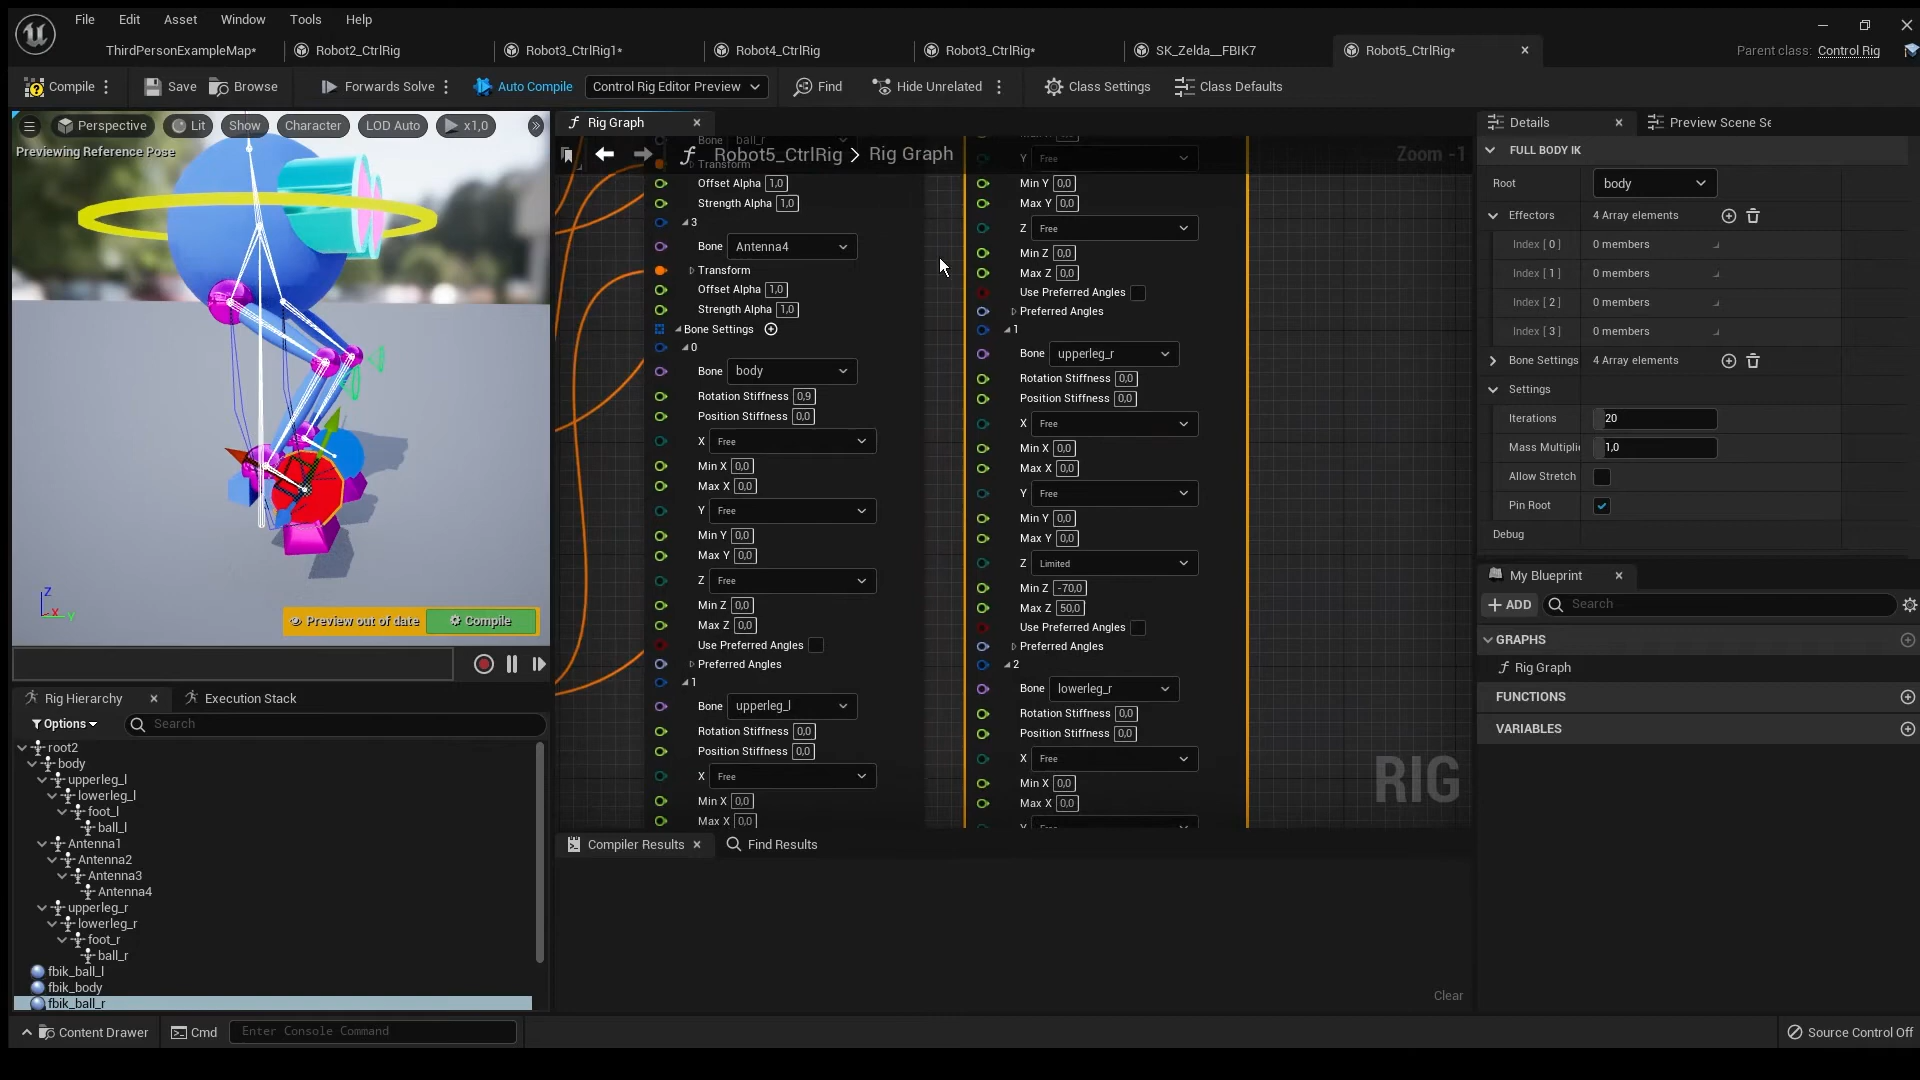 File Edit Asset Window Tools Help
ThirdPersonExampleMap* Robot2_CtrlRig Robot3_CtrlRig1* Robot4_CtrlRig Robot3_CtrlRig* SK_Zelda__FBIK7 Robot5_CtrlRig*
Parent class: Control Rig
Compile Save Browse Forwards Solve Auto Compile Control Rig Editor Preview Find Hide Unrelated Class Settings Class Defaults
Perspective Lit Show Character LOD Auto x1,0
Previewing Reference Pose
Z
X
Y
Preview out of date Compile
Rig Hierarchy Execution Stack
Options Search
root2
body
upperleg_l
lowerleg_l
foot_l
ball_l
Antenna1
Antenna2
Antenna3
Antenna4
upperleg_r
lowerleg_r
foot_r
ball_r
fbik_ball_l
fbik_body
fbik_ball_r
Rig Graph
Robot5_CtrlRig > Rig Graph Zoom -1
Bone ball_r
Transform
Offset Alpha 1,0
Strength Alpha 1,0
3
Bone Antenna4
Transform
Offset Alpha 1,0
Strength Alpha 1,0
Bone Settings
0
Bone body
Rotation Stiffness 0,9
Position Stiffness 0,0
X Free
Min X 0,0
Max X 0,0
Y Free
Min Y 0,0
Max Y 0,0
Z Free
Min Z 0,0
Max Z 0,0
Use Preferred Angles
Preferred Angles
1
Bone upperleg_l
Rotation Stiffness 0,0
Position Stiffness 0,0
X Free
Min X 0,0
Max X 0,0
Y Free
Min Y 0,0
Max Y 0,0
Z Free
Min Z 0,0
Max Z 0,0
Use Preferred Angles
Preferred Angles
1
Bone upperleg_r
Rotation Stiffness 0,0
Position Stiffness 0,0
X Free
Min X 0,0
Max X 0,0
Y Free
Min Y 0,0
Max Y 0,0
Z Limited
Min Z -70,0
Max Z 50,0
Use Preferred Angles
Preferred Angles
2
Bone lowerleg_r
Rotation Stiffness 0,0
Position Stiffness 0,0
X Free
Min X 0,0
Max X 0,0
RIG
Compiler Results Find Results
Clear
Details Preview Scene Se
FULL BODY IK
Root body
Effectors 4 Array elements
Index [ 0 ] 0 members
Index [ 1 ] 0 members
Index [ 2 ] 0 members
Index [ 3 ] 0 members
Bone Settings 4 Array elements
Settings
Iterations 20
Mass Multiplie 1,0
Allow Stretch
Pin Root
Debug
My Blueprint
ADD Search
GRAPHS
Rig Graph
FUNCTIONS
VARIABLES
Content Drawer Cmd Enter Console Command Source Control Off